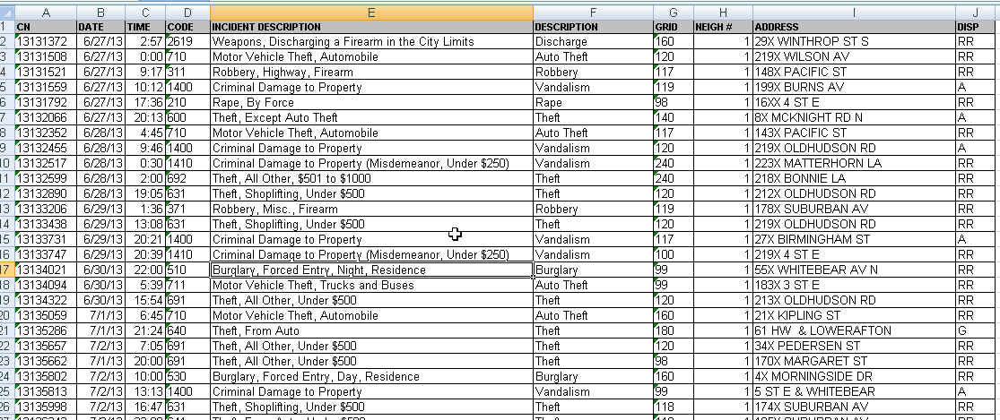 A B C D E F G H I J
1 CN DATE TIME CODE INCIDENT DESCRIPTION DESCRIPTION GRID NEIGH # ADDRESS DISP
2 13131372 6/27/13 2:57 2619 Weapons, Discharging a Firearm in the City Limits Discharge 160 1 29X WINTHROP ST S RR
3 13131508 6/27/13 0:00 710 Motor Vehicle Theft, Automobile Auto Theft 120 1 219X WILSON AV RR
4 13131521 6/27/13 9:17 311 Robbery, Highway, Firearm Robbery 117 1 148X PACIFIC ST RR
5 13131559 6/27/13 10:12 1400 Criminal Damage to Property Vandalism 119 1 199X BURNS AV A
6 13131792 6/27/13 17:36 210 Rape, By Force Rape 98 1 16XX 4 ST E RR
7 13132066 6/27/13 20:13 600 Theft, Except Auto Theft Theft 140 1 8X MCKNIGHT RD N A
8 13132352 6/28/13 4:45 710 Motor Vehicle Theft, Automobile Auto Theft 117 1 143X PACIFIC ST RR
9 13132455 6/28/13 9:46 1400 Criminal Damage to Property Vandalism 120 1 219X OLDHUDSON RD A
10 13132517 6/28/13 0:30 1410 Criminal Damage to Property (Misdemeanor, Under $250) Vandalism 240 1 223X MATTERHORN LA RR
11 13132599 6/28/13 2:00 692 Theft, All Other, $501 to $1000 Theft 240 1 218X BONNIE LA RR
12 13132890 6/28/13 19:05 631 Theft, Shoplifting, Under $500 Theft 120 1 212X OLDHUDSON RD RR
13 13133206 6/29/13 1:36 371 Robbery, Misc., Firearm Robbery 119 1 178X SUBURBAN AV RR
14 13133438 6/29/13 13:08 631 Theft, Shoplifting, Under $500 Theft 120 1 219X OLDHUDSON RD RR
15 13133731 6/29/13 20:21 1400 Criminal Damage to Property Vandalism 117 1 27X BIRMINGHAM ST A
16 13133747 6/29/13 20:39 1410 Criminal Damage to Property (Misdemeanor, Under $250) Vandalism 100 1 219X 4 ST E RR
17 13134021 6/30/13 22:00 510 Burglary, Forced Entry, Night, Residence Burglary 99 1 55X WHITEBEAR AV N RR
18 13134094 6/30/13 5:39 711 Motor Vehicle Theft, Trucks and Buses Auto Theft 99 1 183X 3 ST E RR
19 13134322 6/30/13 15:54 691 Theft, All Other, Under $500 Theft 120 1 213X OLDHUDSON RD RR
20 13135059 7/1/13 6:45 710 Motor Vehicle Theft, Automobile Auto Theft 160 1 21X KIPLING ST RR
21 13135286 7/1/13 21:24 640 Theft, From Auto Theft 180 1 61 HW & LOWERAFTON G
22 13135657 7/2/13 7:05 691 Theft, All Other, Under $500 Theft 120 1 34X PEDERSEN ST RR
23 13135662 7/1/13 20:00 691 Theft, All Other, Under $500 Theft 98 1 170X MARGARET ST RR
24 13135802 7/2/13 10:00 530 Burglary, Forced Entry, Day, Residence Burglary 160 1 4X MORNINGSIDE DR RR
25 13135813 7/2/13 13:13 1400 Criminal Damage to Property Vandalism 99 1 5 ST E & WHITEBEAR A
26 13135998 7/2/13 16:47 631 Theft, Shoplifting, Under $500 Theft 118 1 174X SUBURBAN AV RR